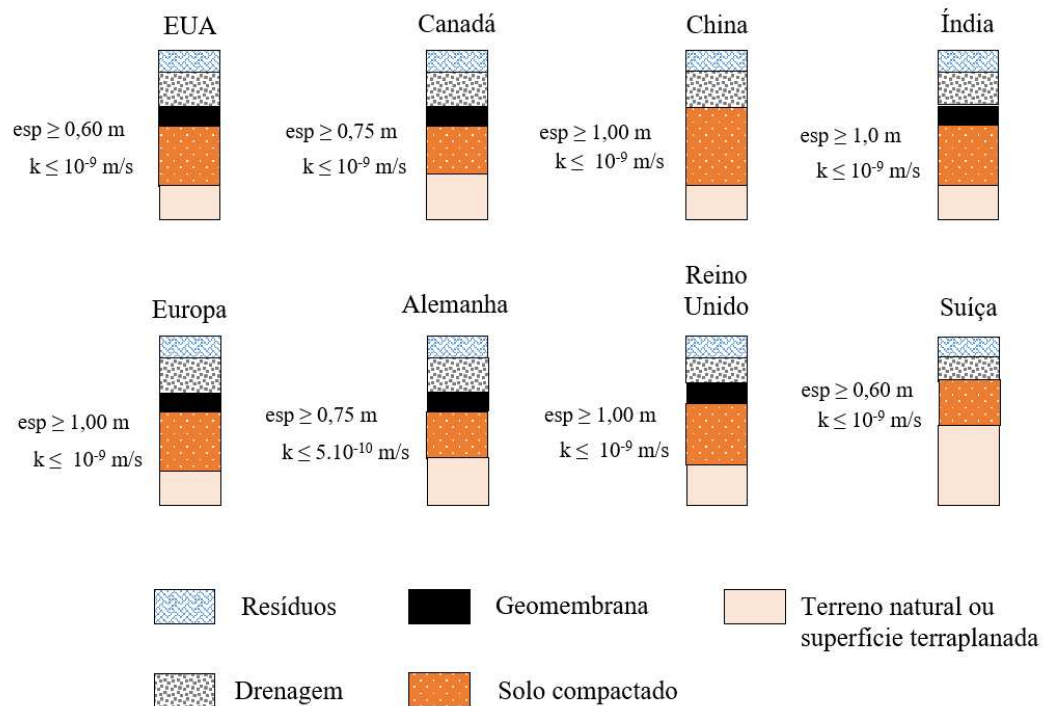 EUA
Canadá
China
Índia
esp ≥ 0,60 m
k ≤ 10⁻⁹ m/s
esp ≥ 0,75 m
k ≤ 10⁻⁹ m/s
esp ≥ 1,00 m
k ≤ 10⁻⁹ m/s
esp ≥ 1,0 m
k ≤ 10⁻⁹ m/s
Europa
Alemanha
Reino
Unido
Suíça
esp ≥ 1,00 m
k ≤ 10⁻⁹ m/s
esp ≥ 0,75 m
k ≤ 5.10⁻¹⁰ m/s
esp ≥ 1,00 m
k ≤ 10⁻⁹ m/s
esp ≥ 0,60 m
k ≤ 10⁻⁹ m/s
Resíduos
Geomembrana
Terreno natural ou
superfície terraplanada
Drenagem
Solo compactado